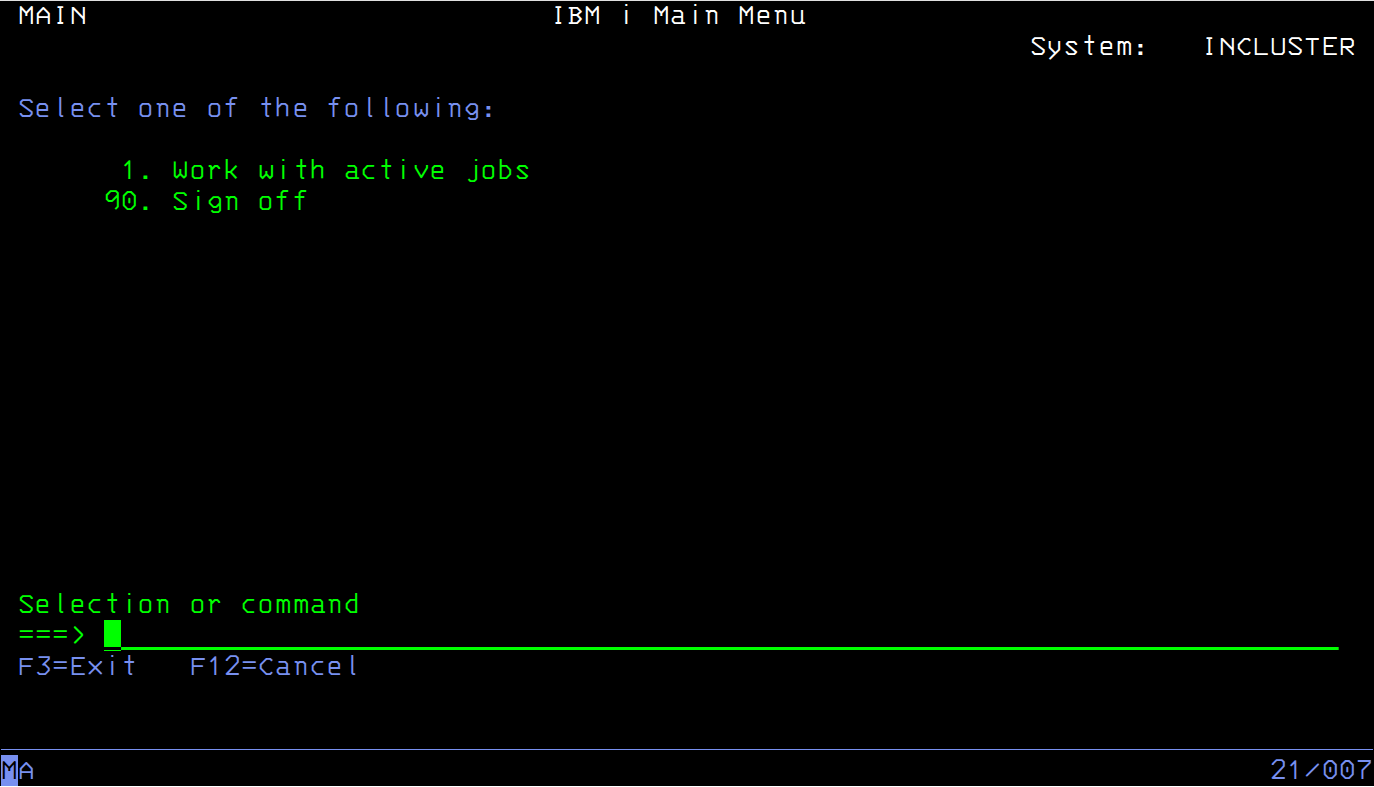 MAIN IBM i Main Menu
System: INCLUSTER
Select one of the following:
1. Work with active jobs
90. Sign off
Selection or command
===>
F3=Exit F12=Cancel
MA 21/007